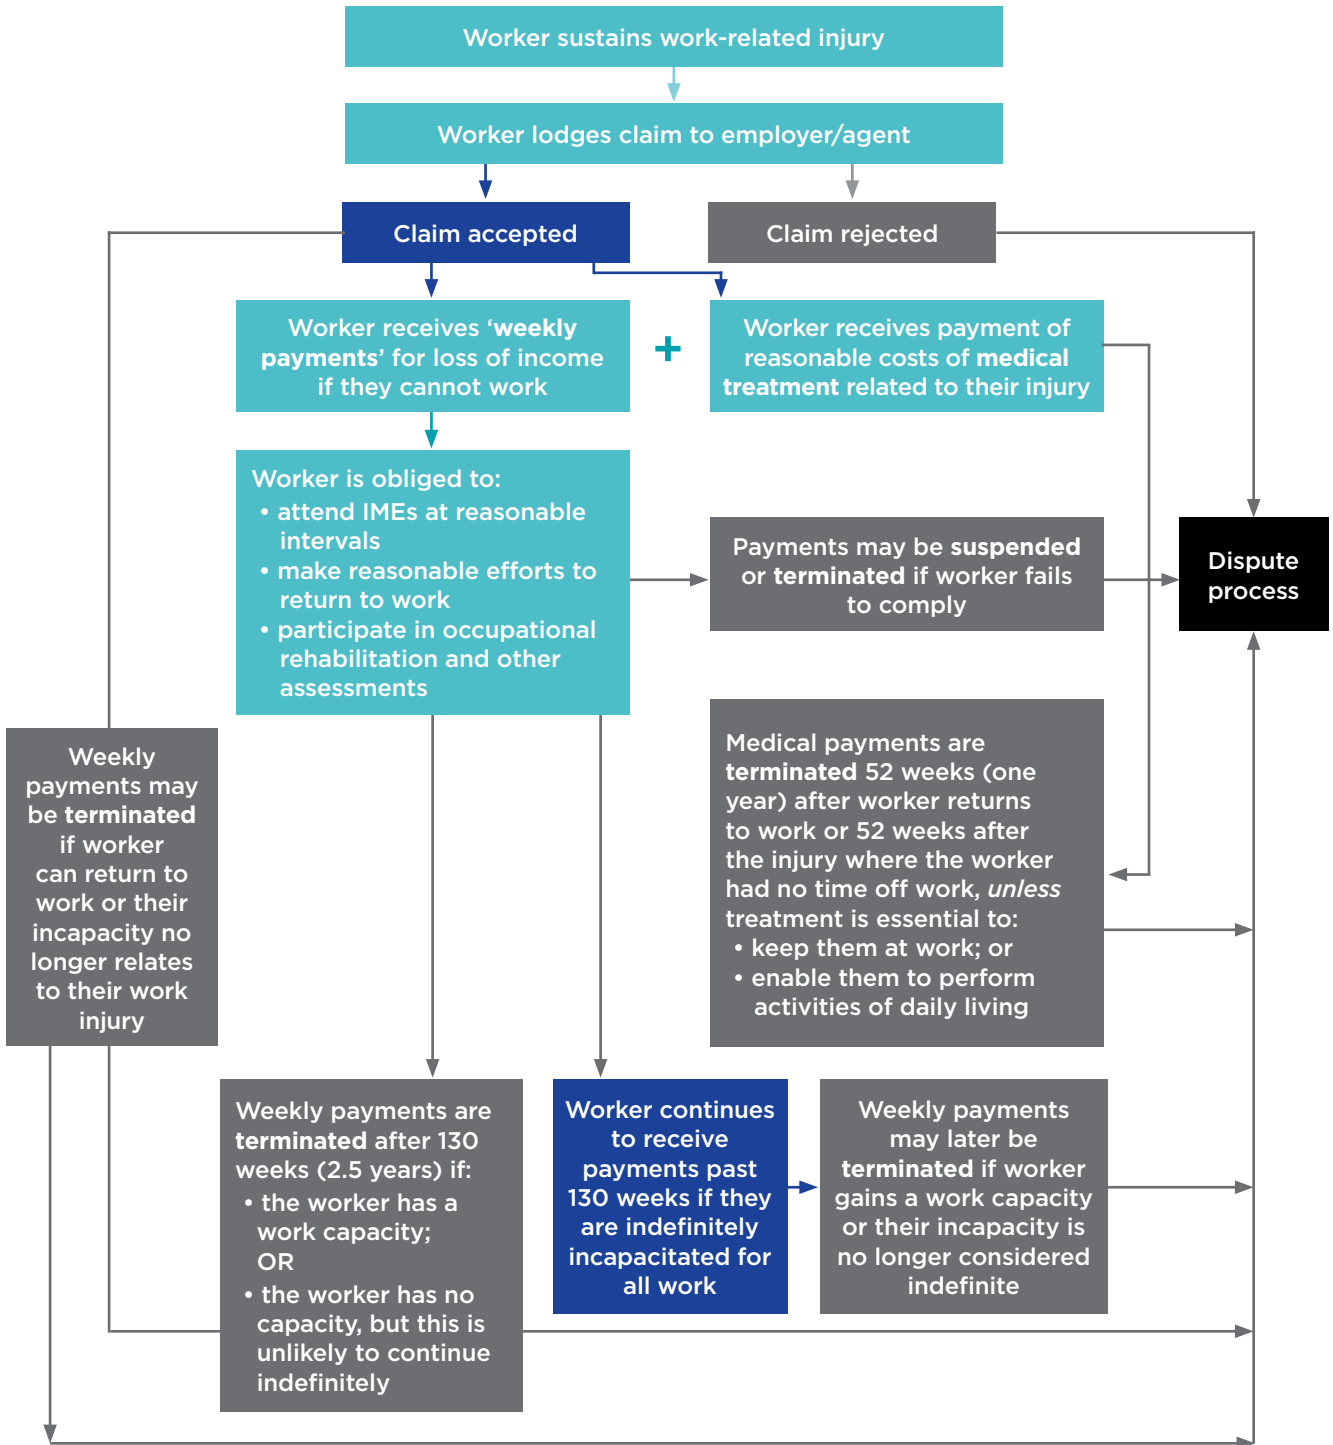 Worker sustains work-related injury
Worker lodges claim to employer/agent
Claim accepted
Claim rejected
Worker receives ‘weekly
payments’ for loss of income
if they cannot work
+
Worker receives payment of
reasonable costs of medical
treatment related to their injury
Worker is obliged to:
• attend IMEs at reasonable
intervals
• make reasonable efforts to
return to work
• participate in occupational
rehabilitation and other
assessments
Payments may be suspended
or terminated if worker fails
to comply
Dispute
process
Weekly
payments may
be terminated
if worker
can return to
work or their
incapacity no
longer relates
to their work
injury
Medical payments are
terminated 52 weeks (one
year) after worker returns
to work or 52 weeks after
the injury where the worker
had no time off work, unless
treatment is essential to:
• keep them at work; or
• enable them to perform
activities of daily living
Weekly payments are
terminated after 130
weeks (2.5 years) if:
• the worker has a
work capacity;
OR
• the worker has no
capacity, but this is
unlikely to continue
indefinitely
Worker continues
to receive
payments past
130 weeks if they
are indefinitely
incapacitated for
all work
Weekly payments
may later be
terminated if worker
gains a work capacity
or their incapacity is
no longer considered
indefinite